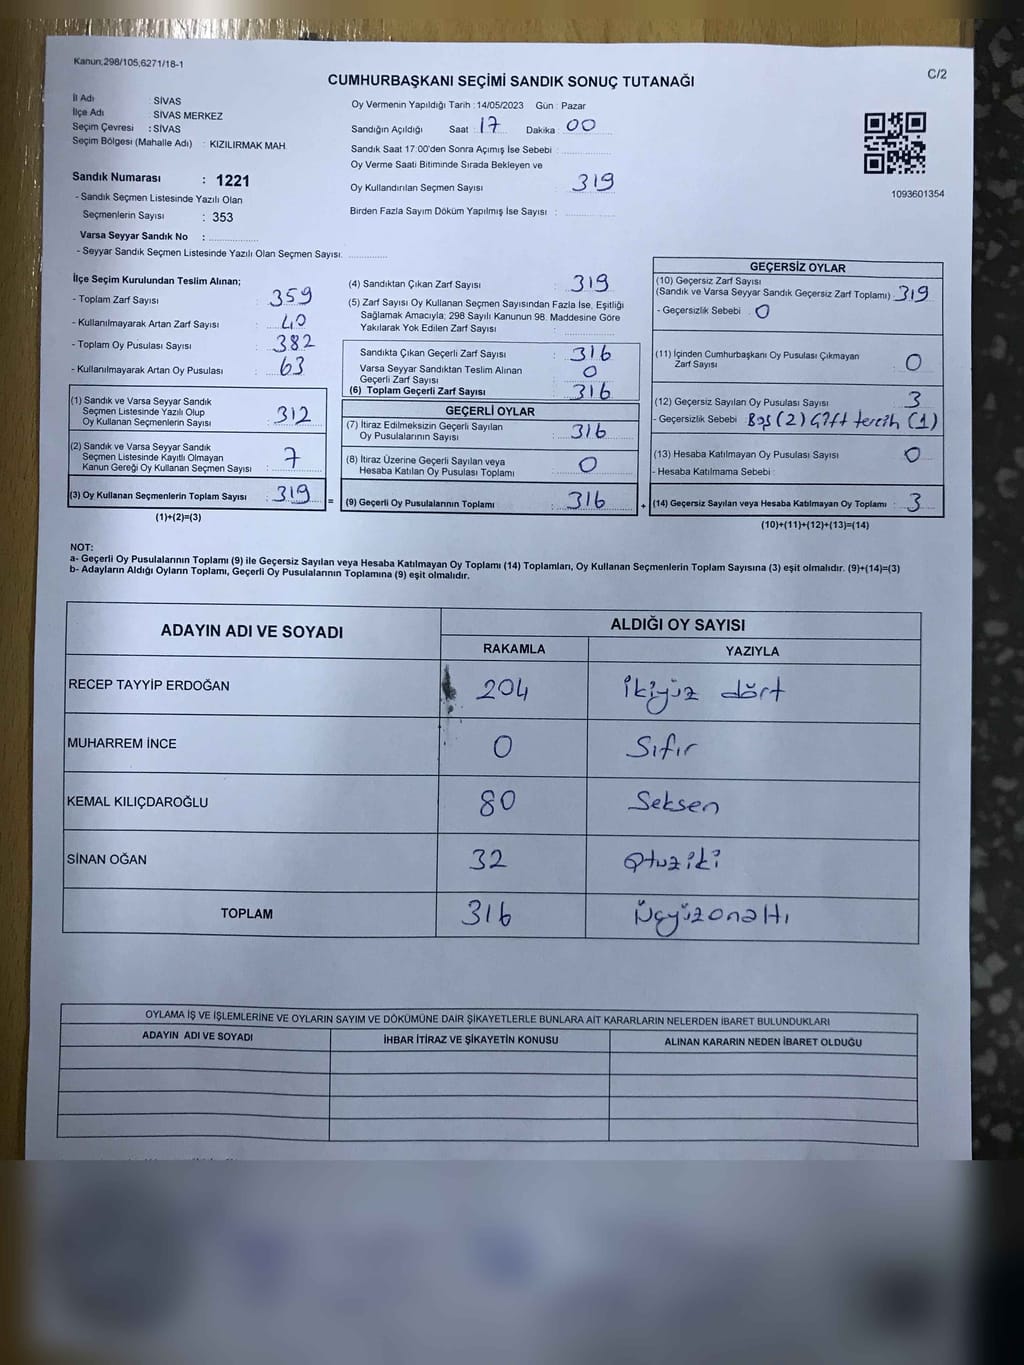 Kanun,298/105,6271/18-1
C/2
CUMHURBAŞKANI SEÇİMİ SANDIK SONUÇ TUTANAĞI
İl Adı : SİVAS
İlçe Adı : SİVAS MERKEZ
Seçim Çevresi : SİVAS
Seçim Bölgesi (Mahalle Adı) : KIZILIRMAK MAH
Sandık Numarası : 1221
- Sandık Seçmen Listesinde Yazılı Olan
Seçmenlerin Sayısı : 353
Varsa Seyyar Sandık No :
- Seyyar Sandık Seçmen Listesinde Yazılı Olan Seçmen Sayısı:
Oy Vermenin Yapıldığı Tarih : 14/05/2023 Gün : Pazar
Sandığın Açıldığı Saat : 17 Dakika : 00
Sandık Saat 17:00'den Sonra Açımış İse Sebebi :
Oy Verme Saati Bitiminde Sırada Bekleyen ve
Oy Kullandırılan Seçmen Sayısı 319
Birden Fazla Sayım Döküm Yapılmış İse Sayısı :
1093601354
İlçe Seçim Kurulundan Teslim Alınan;
- Toplam Zarf Sayısı : 359
- Kullanılmayarak Artan Zarf Sayısı : 40
- Toplam Oy Pusulası Sayısı : 382
- Kullanılmayarak Artan Oy Pusulası : 63
(1) Sandık ve Varsa Seyyar Sandık
Seçmen Listesinde Yazılı Olup
Oy Kullanan Seçmenlerin Sayısı : 312
(2) Sandık ve Varsa Seyyar Sandık
Seçmen Listesinde Kayıtlı Olmayan
Kanun Gereği Oy Kullanan Seçmen Sayısı : 7
(3) Oy Kullanan Seçmenlerin Toplam Sayısı : 319
(1)+(2)=(3)
=
(4) Sandıktan Çıkan Zarf Sayısı : 319
(5) Zarf Sayısı Oy Kullanan Seçmen Sayısından Fazla İse, Eşitliği
Sağlamak Amacıyla; 298 Sayılı Kanunun 98. Maddesine Göre
Yakılarak Yok Edilen Zarf Sayısı :
Sandıkta Çıkan Geçerli Zarf Sayısı : 316
Varsa Seyyar Sandıktan Teslim Alınan
Geçerli Zarf Sayısı : 0
(6) Toplam Geçerli Zarf Sayısı : 316
GEÇERLİ OYLAR
(7) İtiraz Edilmeksizin Geçerli Sayılan
Oy Pusulalarının Sayısı : 316
(8) İtiraz Üzerine Geçerli Sayılan veya
Hesaba Katılan Oy Pusulası Toplamı : 0
(9) Geçerli Oy Pusulalarının Toplamı : 316
+
GEÇERSİZ OYLAR
(10) Geçersiz Zarf Sayısı
(Sandık ve Varsa Seyyar Sandık Geçersiz Zarf Toplamı) : 319
- Geçersizlik Sebebi : 0
(11) İçinden Cumhurbaşkanı Oy Pusulası Çıkmayan
Zarf Sayısı : 0
(12) Geçersiz Sayılan Oy Pusulası Sayısı : 3
- Geçersizlik Sebebi Boş (2) Çift tercih (1)
(13) Hesaba Katılmayan Oy Pusulası Sayısı : 0
- Hesaba Katılmama Sebebi :
(14) Geçersiz Sayılan veya Hesaba Katılmayan Oy Toplamı : 3
(10)+(11)+(12)+(13)=(14)
NOT:
a- Geçerli Oy Pusulalarının Toplamı (9) ile Geçersiz Sayılan veya Hesaba Katılmayan Oy Toplamı (14) Toplamları, Oy Kullanan Seçmenlerin Toplam Sayısına (3) eşit olmalıdır. (9)+(14)=(3)
b- Adayların Aldığı Oyların Toplamı, Geçerli Oy Pusulalarının Toplamına (9) eşit olmalıdır.
ADAYIN ADI VE SOYADI
ALDIĞI OY SAYISI
RAKAMLA YAZIYLA
RECEP TAYYİP ERDOĞAN 204 İkiyüz dört
MUHARREM İNCE 0 Sıfır
KEMAL KILIÇDAROĞLU 80 Seksen
SİNAN OĞAN 32 Otuziki
TOPLAM 316 Üçyüzonaltı
OYLAMA İŞ VE İŞLEMLERİNE VE OYLARIN SAYIM VE DÖKÜMÜNE DAİR ŞİKAYETLERLE BUNLARA AİT KARARLARIN NELERDEN İBARET BULUNDUKLARI
ADAYIN ADI VE SOYADI İHBAR İTİRAZ VE ŞİKAYETİN KONUSU ALINAN KARARIN NEDEN İBARET OLDUĞU